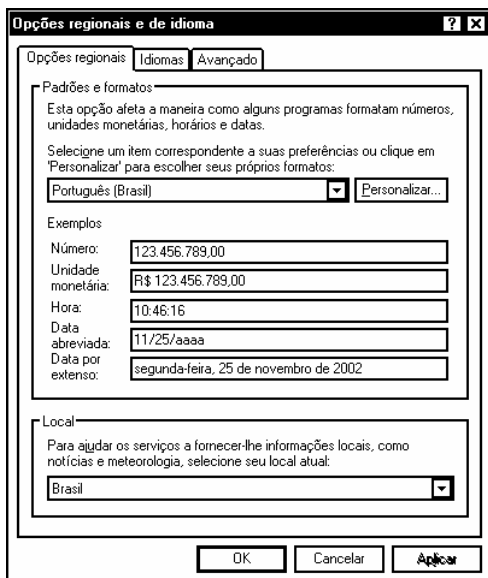 Opções regionais e de idioma
Opções regionais
Idiomas
Avançado
Padrões e formatos
Esta opção afeta a maneira como alguns programas formatam números,
unidades monetárias, horários e datas.
Selecione um item correspondente a suas preferências ou clique em
'Personalizar' para escolher seus próprios formatos:
Português (Brasil)
Personalizar...
Exemplos
Número:
123.456.789,00
Unidade
monetária:
R$ 123.456.789,00
Hora:
10:46:16
Data
abreviada:
11/25/aaaa
Data por
extenso:
segunda-feira, 25 de novembro de 2002
Local
Para ajudar os serviços a fornecer-lhe informações locais, como
notícias e meteorologia, selecione seu local atual:
Brasil
OK
Cancelar
Aplicar